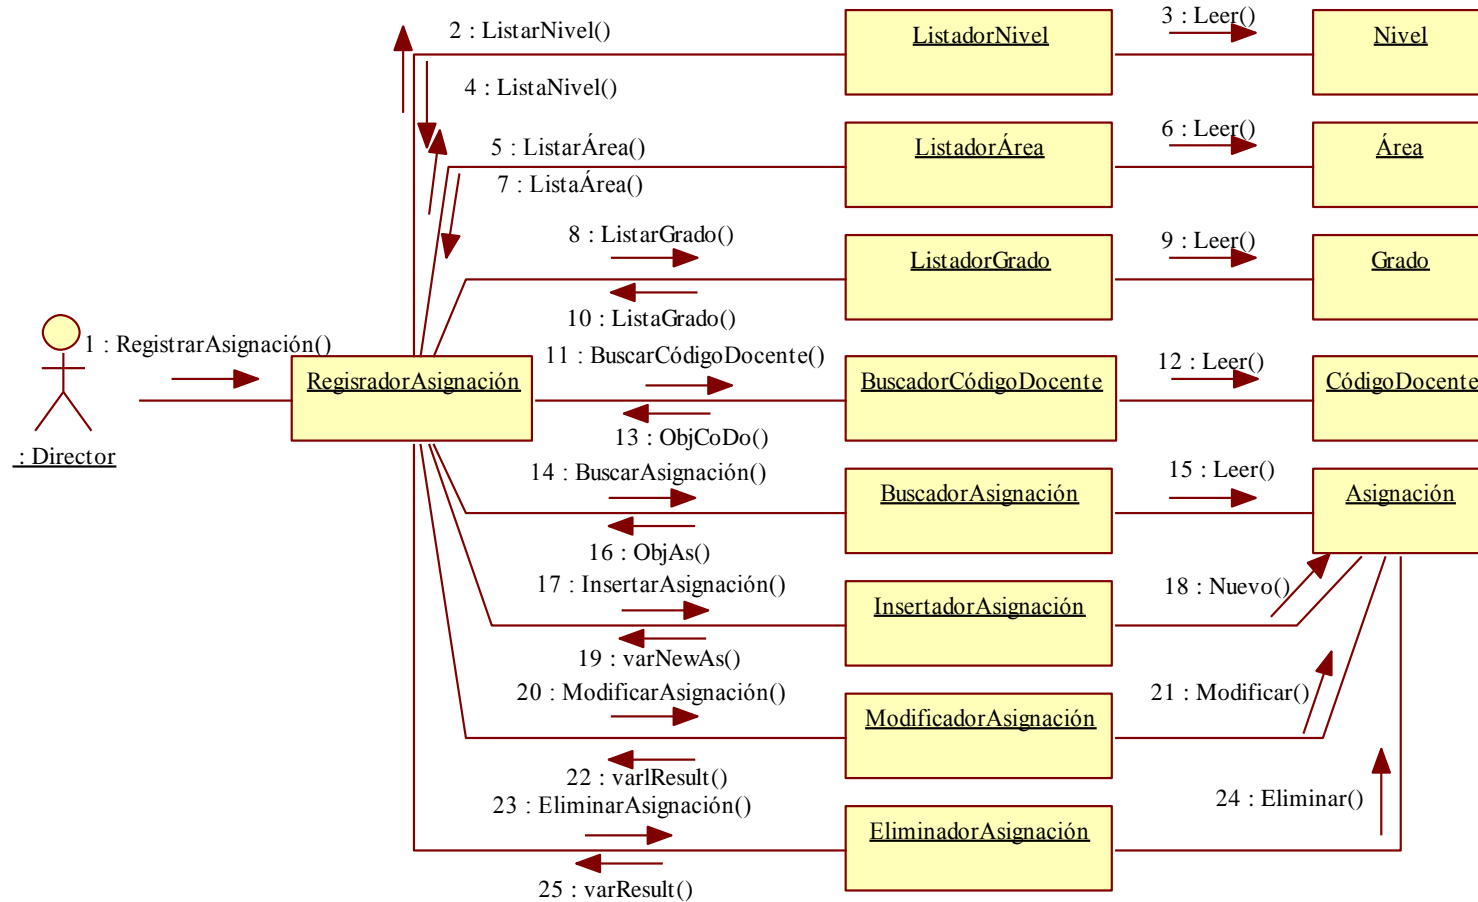 2 : ListarNivel()
ListadorNivel
3 : Leer()
Nivel
4 : ListaNivel()
5 : ListarÁrea()
ListadorÁrea
6 : Leer()
Área
7 : ListaÁrea()
8 : ListarGrado()
ListadorGrado
9 : Leer()
Grado
10 : ListaGrado()
1 : RegistrarAsignación()
: Director
RegisradorAsignación
11 : BuscarCódigoDocente()
BuscadorCódigoDocente
12 : Leer()
CódigoDocente
13 : ObjCoDo()
14 : BuscarAsignación()
BuscadorAsignación
15 : Leer()
Asignación
16 : ObjAs()
17 : InsertarAsignación()
InsertadorAsignación
18 : Nuevo()
19 : varNewAs()
20 : ModificarAsignación()
ModificadorAsignación
21 : Modificar()
22 : varlResult()
23 : EliminarAsignación()
EliminadorAsignación
24 : Eliminar()
25 : varResult()